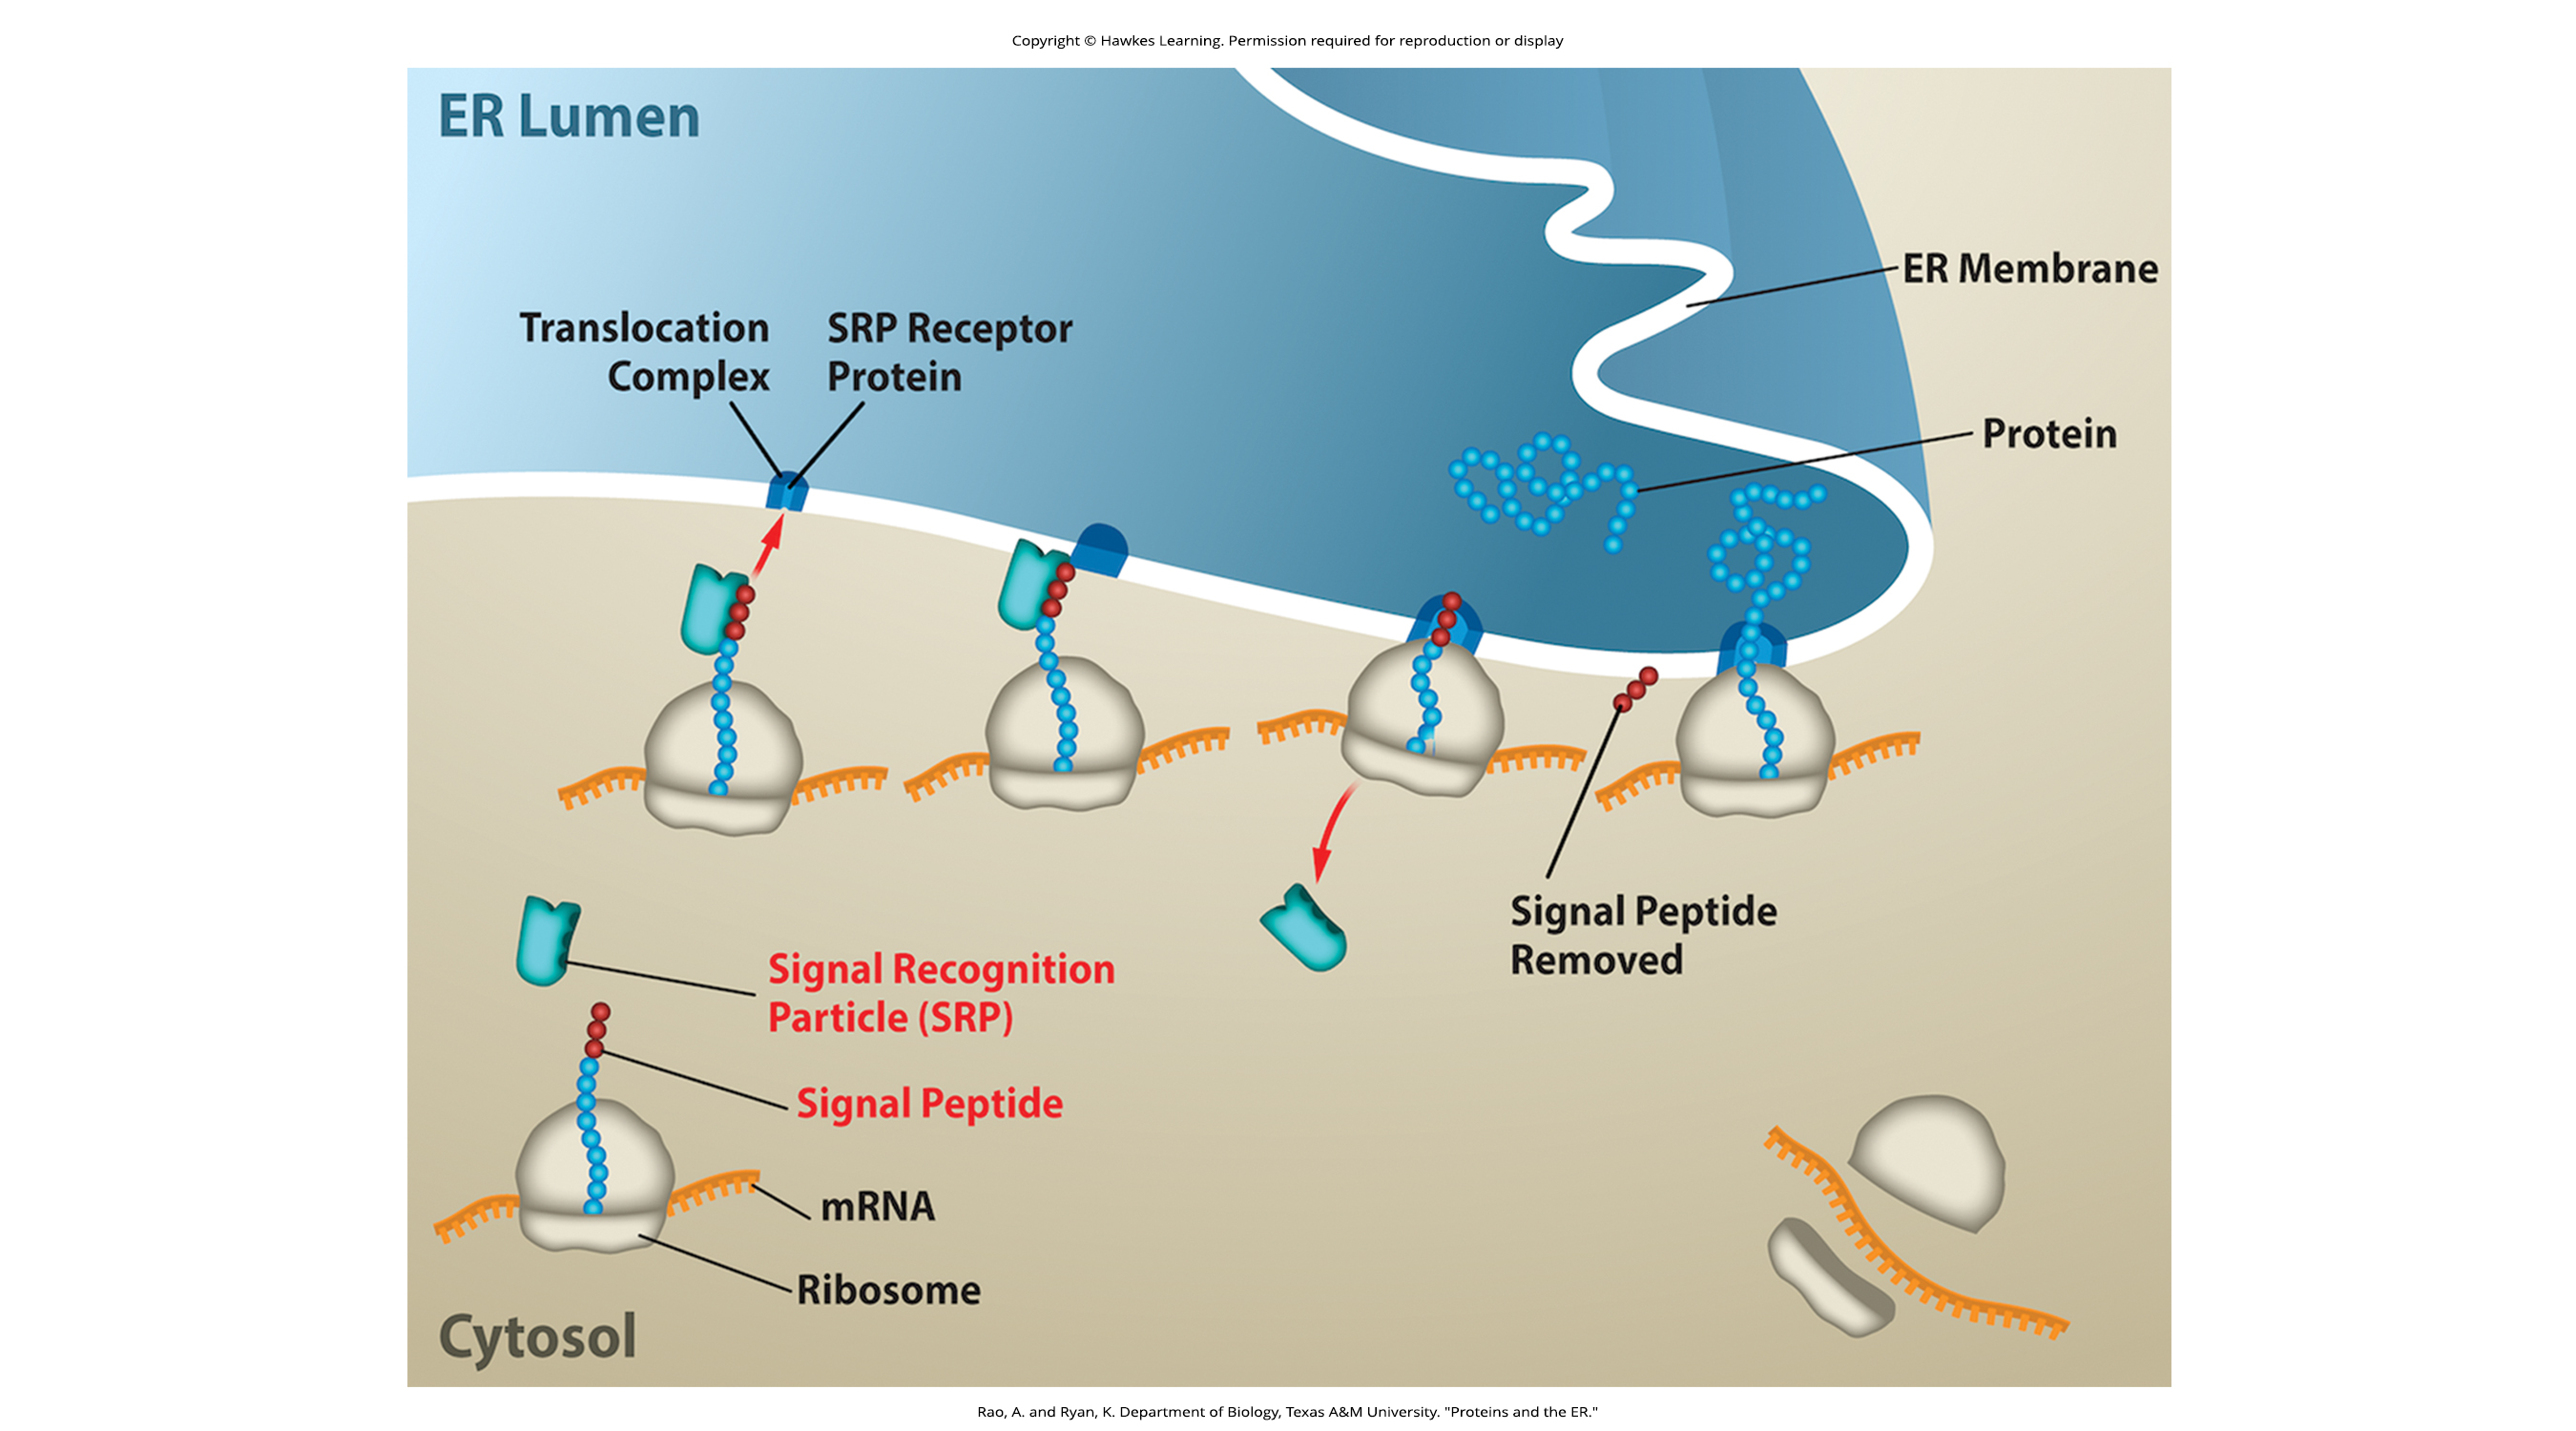 Copyright © Hawkes Learning. Permission required for reproduction or display
ER Lumen
ER Membrane
Translocation
Complex
SRP Receptor
Protein
Protein
Signal Peptide
Removed
Signal Recognition
Particle (SRP)
Signal Peptide
mRNA
Ribosome
Cytosol
Rao, A. and Ryan, K. Department of Biology, Texas A&M University. "Proteins and the ER."